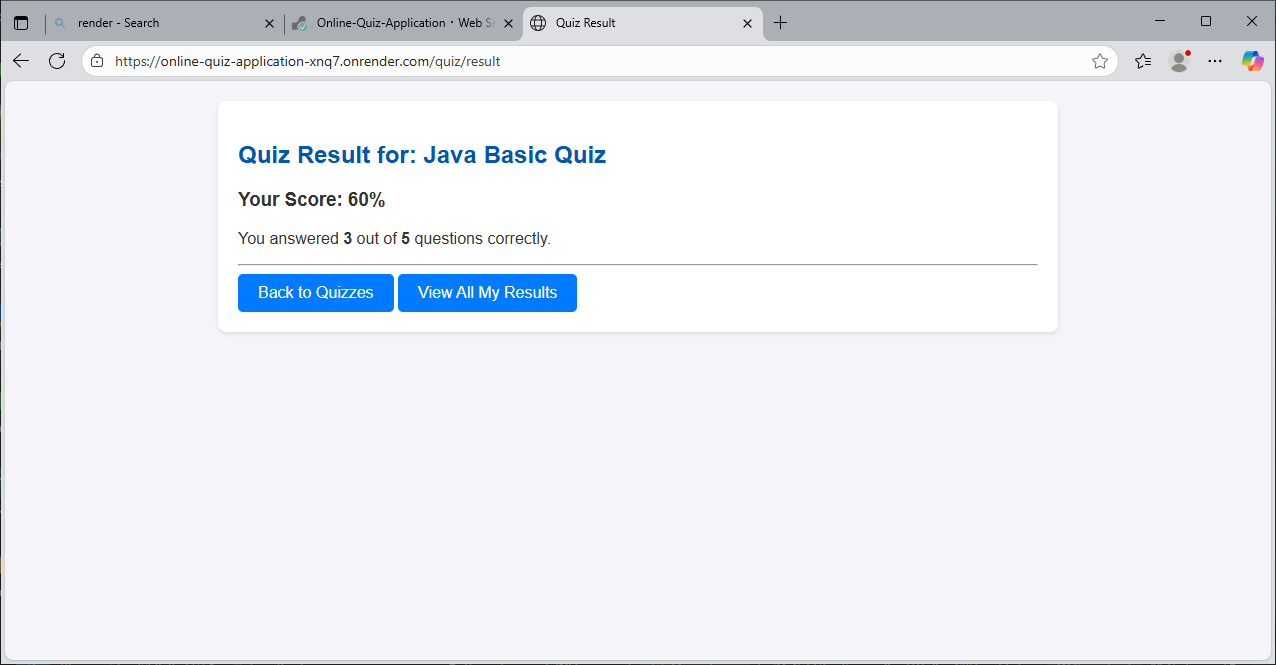 render - Search
Online-Quiz-Application · Web S
Quiz Result
https://online-quiz-application-xnq7.onrender.com/quiz/result
Quiz Result for: Java Basic Quiz
Your Score: 60%
You answered 3 out of 5 questions correctly.
Back to Quizzes
View All My Results